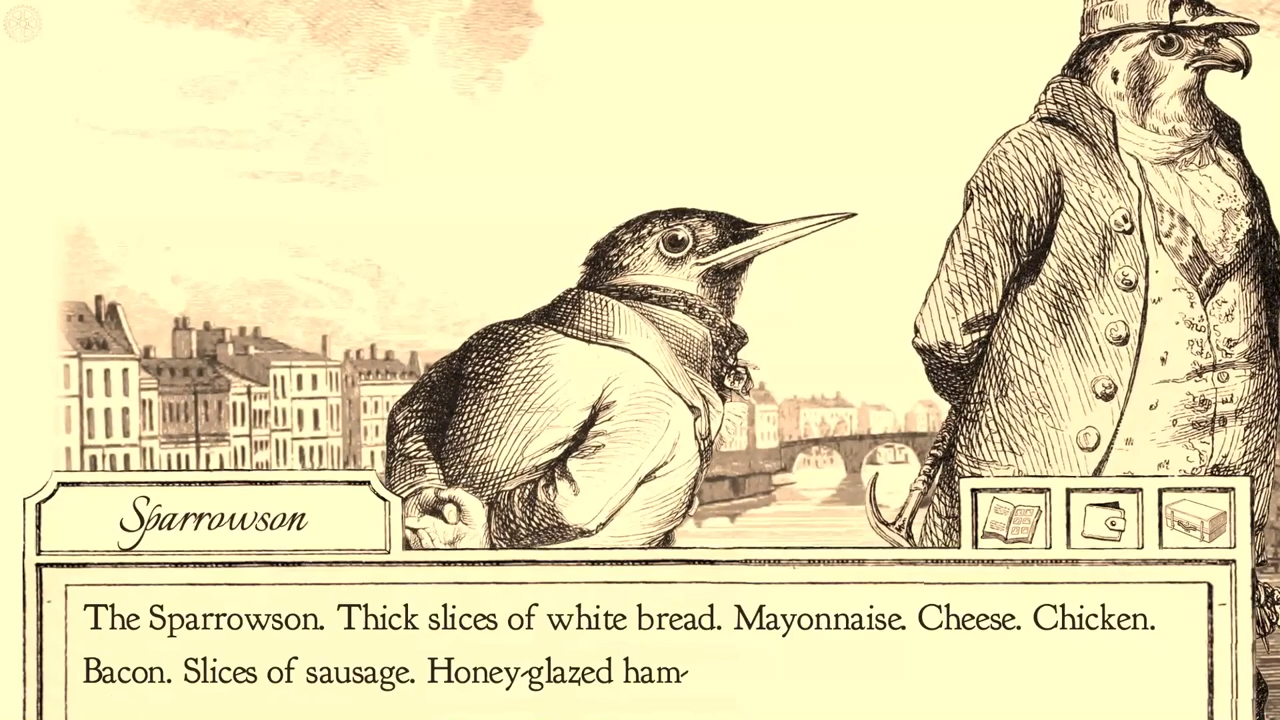 Sparrowson
The Sparrowson. Thick slices of white bread. Mayonnaise. Cheese. Chicken.
Bacon. Slices of sausage. Honey-glazed ham-